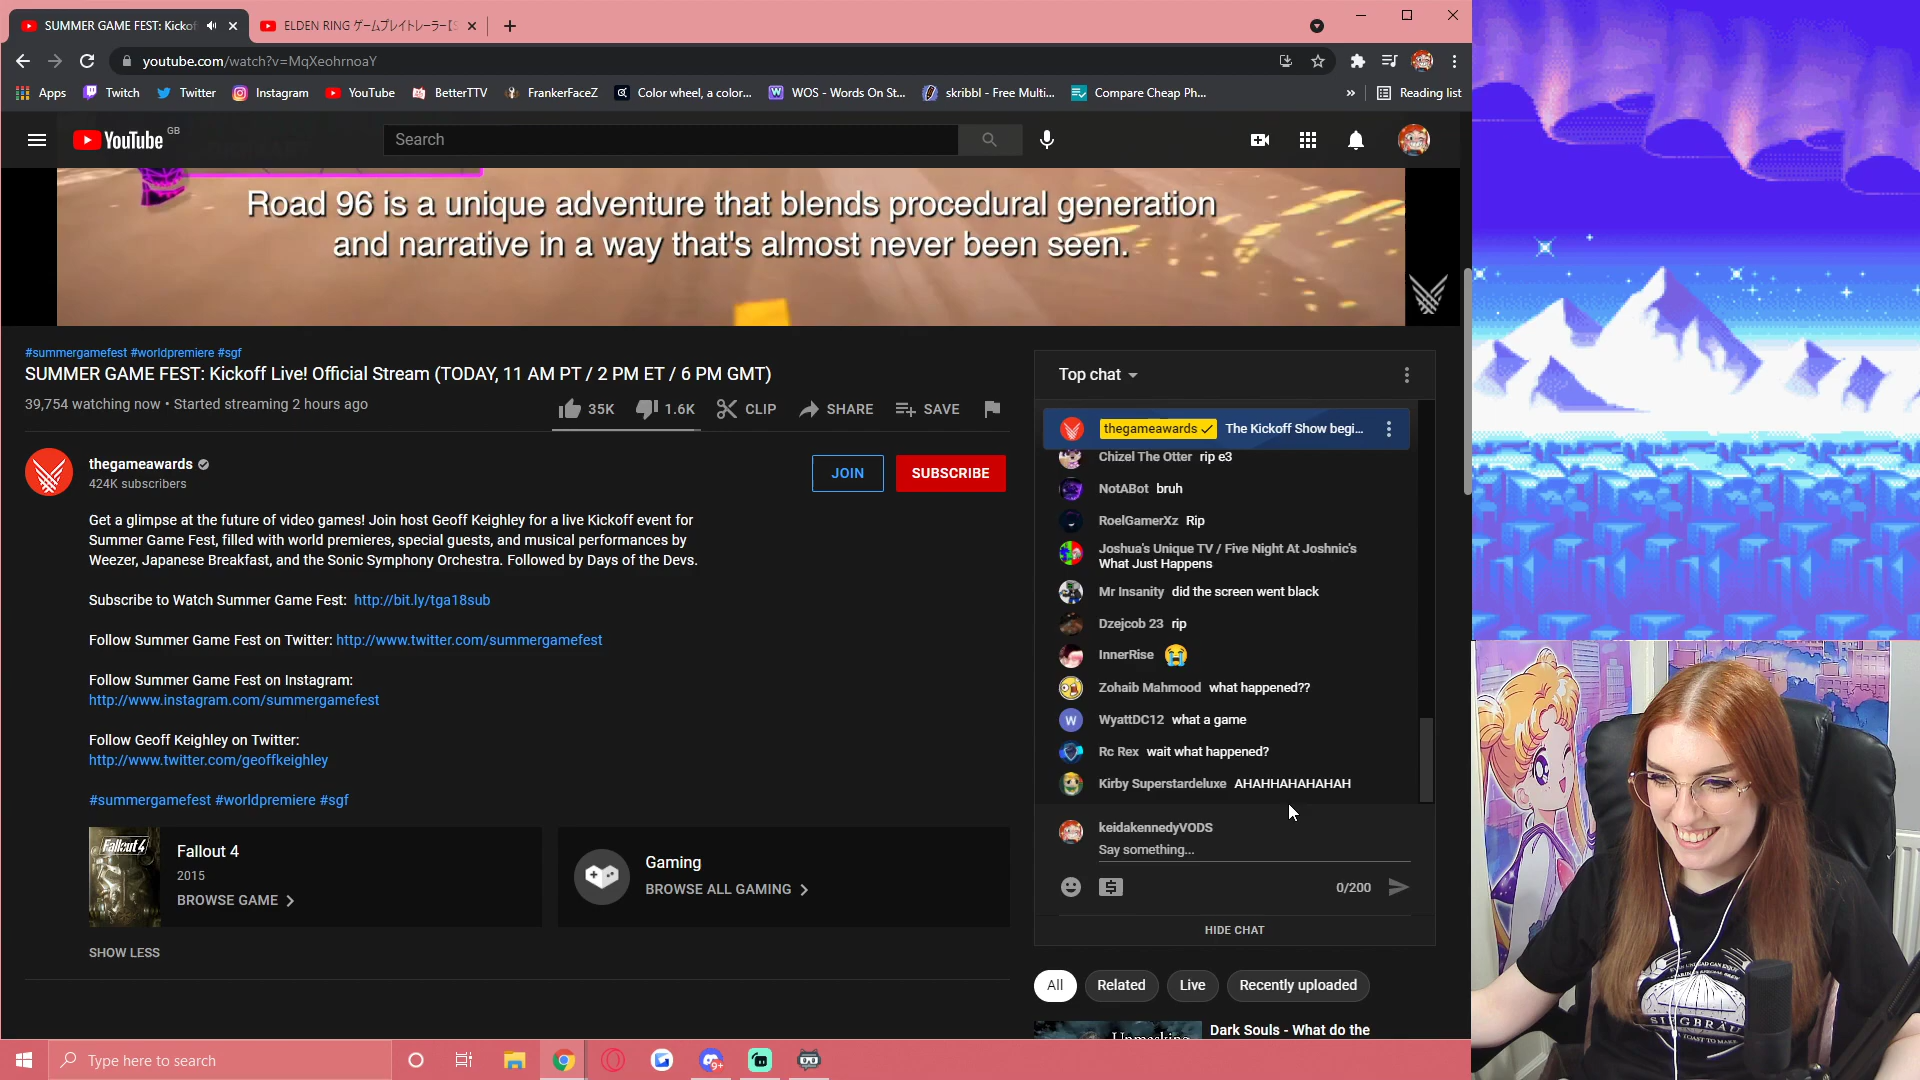 SUMMER GAME FEST: Kickof
ELDEN RING ゲームプレイトレーラー【S
youtube.com/watch?v=MqXeohrnoaY
Apps
Twitch
Twitter
Instagram
YouTube
BetterTTV
FrankerFaceZ
Color wheel, a color...
WOS - Words On St...
skribbl - Free Multi...
Compare Cheap Ph...
»
Reading list
YouTube GB
Search
Road 96 is a unique adventure that blends procedural generation
and narrative in a way that's almost never been seen.
#summergamefest #worldpremiere #sgf
SUMMER GAME FEST: Kickoff Live! Official Stream (TODAY, 11 AM PT / 2 PM ET / 6 PM GMT)
39,754 watching now • Started streaming 2 hours ago
35K
1.6K
CLIP
SHARE
SAVE
thegameawards
424K subscribers
JOIN
SUBSCRIBE
Get a glimpse at the future of video games! Join host Geoff Keighley for a live Kickoff event for
Summer Game Fest, filled with world premieres, special guests, and musical performances by
Weezer, Japanese Breakfast, and the Sonic Symphony Orchestra. Followed by Days of the Devs.
Subscribe to Watch Summer Game Fest: http://bit.ly/tga18sub
Follow Summer Game Fest on Twitter: http://www.twitter.com/summergamefest
Follow Summer Game Fest on Instagram:
http://www.instagram.com/summergamefest
Follow Geoff Keighley on Twitter:
http://www.twitter.com/geoffkeighley
#summergamefest #worldpremiere #sgf
Fallout 4
Fallout 4
2015
BROWSE GAME
Gaming
BROWSE ALL GAMING
SHOW LESS
Top chat
thegameawards The Kickoff Show begi...
Chizel The Otter rip e3
NotABot bruh
RoelGamerXz Rip
Joshua's Unique TV / Five Night At Joshnic's
What Just Happens
Mr Insanity did the screen went black
Dzejcob 23 rip
InnerRise 😭
Zohaib Mahmood what happened??
W WyattDC12 what a game
Rc Rex wait what happened?
Kirby Superstardeluxe AHAHHAHAHAHAH
keidakennedyVODS
Say something...
0/200
HIDE CHAT
All
Related
Live
Recently uploaded
Dark Souls - What do the
Type here to search
9+
SIEGBRÄU